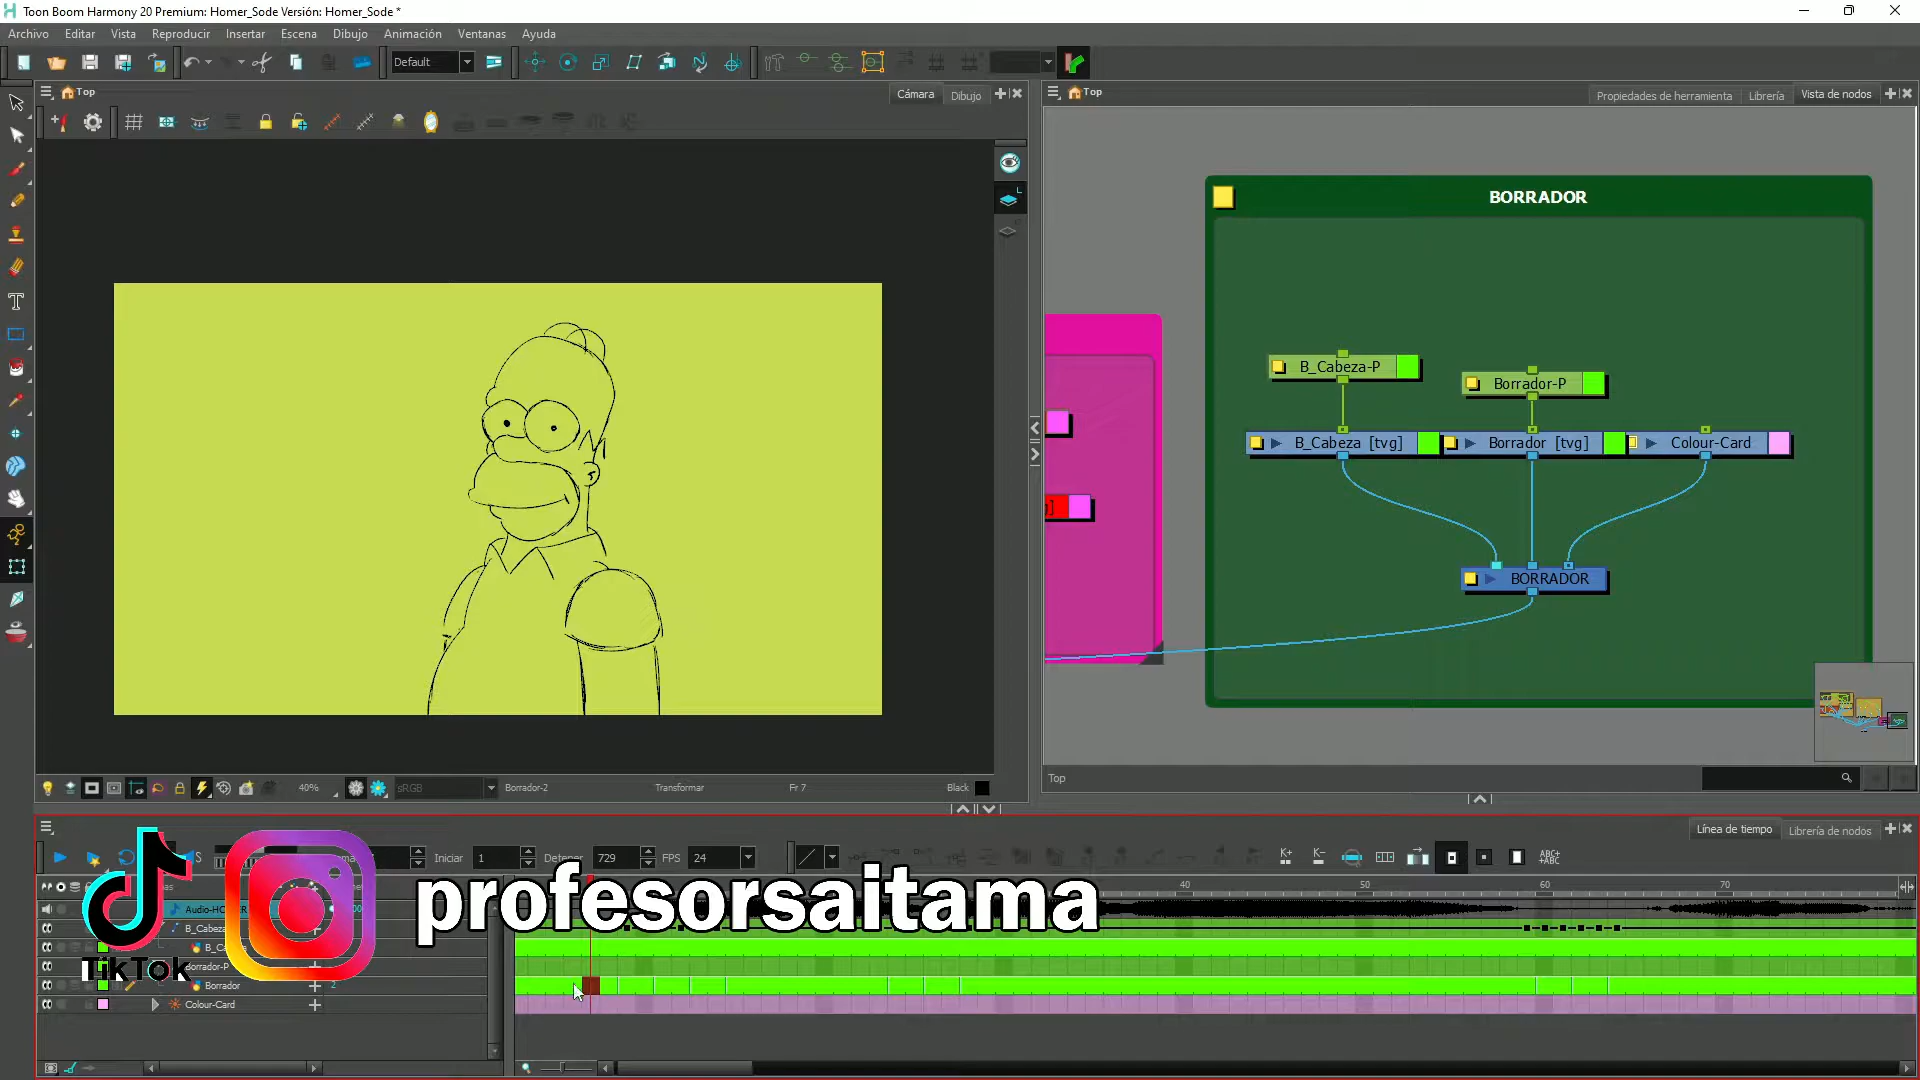 Toon Boom Harmony 20 Premium: Homer_Sode Versión: Homer_Sode *
Archivo Editar Vista Reproducir Insertar Escena Dibujo Animación Ventanas Ayuda
Default
Top
Cámara Dibujo
Top
Propiedades de herramienta Librería Vista de nodos
BORRADOR
B_Cabeza-P
Borrador-P
B_Cabeza [tvg] Borrador [tvg] Colour-Card
BORRADOR
40% sRGB Borrador-2 Transformar Fr 7 Black
Top
Línea de tiempo Librería de nodos
Iniciar 1 Detener 729 FPS 24
40 50 60 70
profesorsaitama
TikTok
B_Cabeza
Borrador-P
Borrador 2
Colour-Card